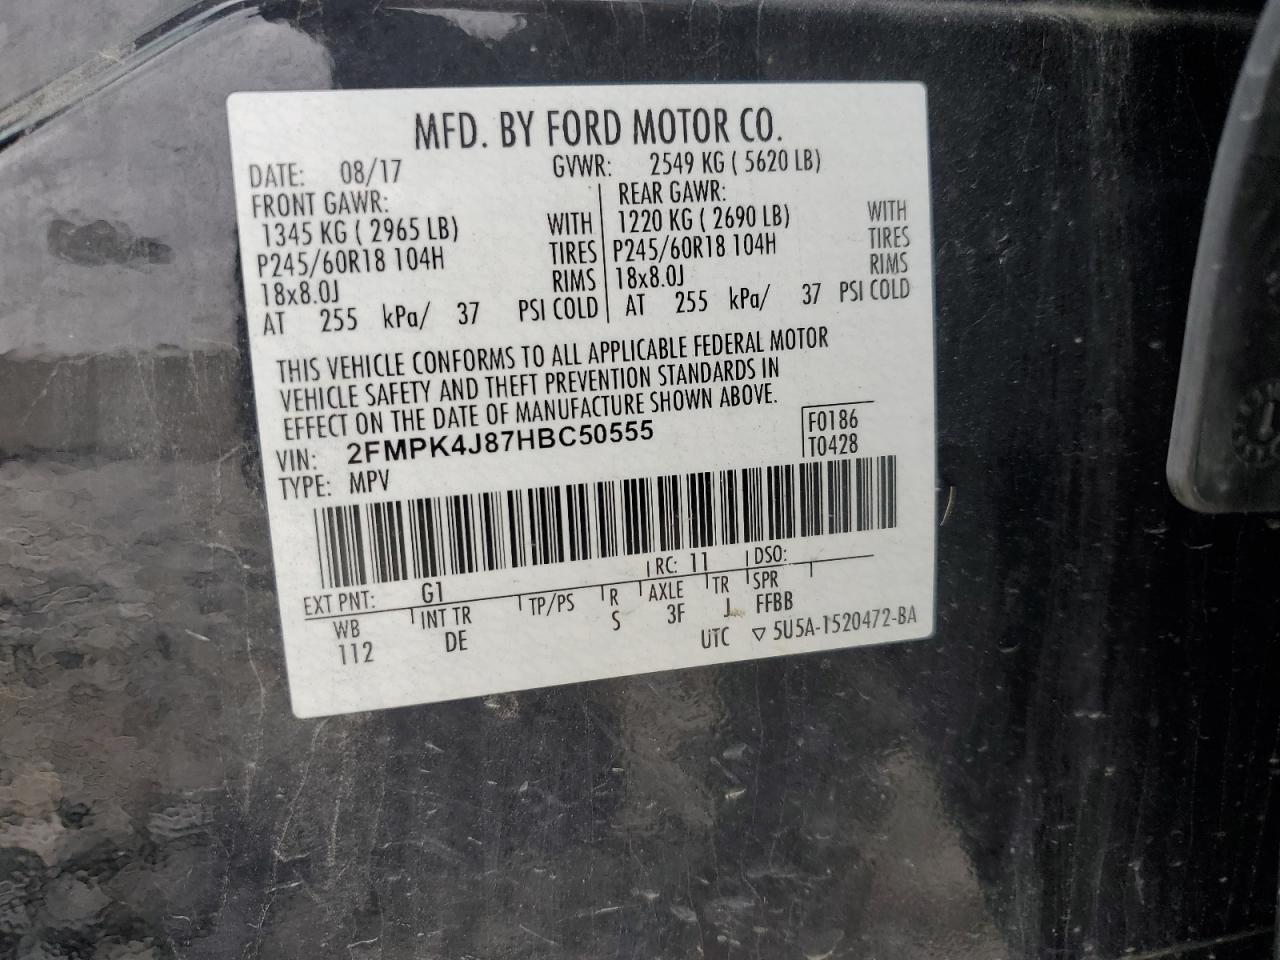 MFD. BY FORD MOTOR CO.
DATE: 08/17 GVWR: 2549 KG ( 5620 LB)
FRONT GAWR: REAR GAWR:
1345 KG ( 2965 LB) WITH 1220 KG ( 2690 LB) WITH
P245/60R18 104H TIRES P245/60R18 104H TIRES
18x8.0J RIMS 18x8.0J RIMS
AT 255 kPa/ 37 PSI COLD AT 255 kPa/ 37 PSI COLD
THIS VEHICLE CONFORMS TO ALL APPLICABLE FEDERAL MOTOR
VEHICLE SAFETY AND THEFT PREVENTION STANDARDS IN
EFFECT ON THE DATE OF MANUFACTURE SHOWN ABOVE.
VIN: 2FMPK4J87HBC50555 F0186
TYPE: MPV T0428
EXT PNT: G1 RC: 11 DSO:
WB INT TR TP/PS R AXLE TR SPR
112 DE S 3F J FFBB
UTC ▽ 5U5A-1520472-BA